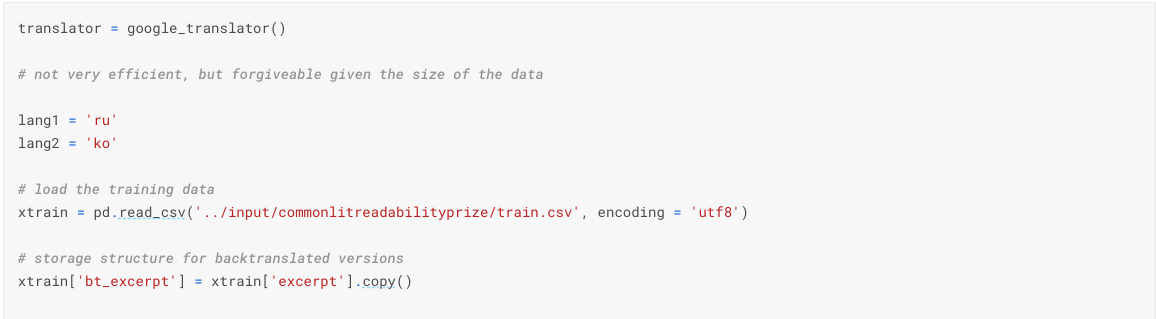 translator = google_translator()
# not very efficient, but forgiveable given the size of the data
lang1 = 'ru'
lang2 = 'ko'
# load the training data
xtrain = pd.read_csv('../input/commonlitreadabilityprize/train.csv', encoding = 'utf8')
# storage structure for backtranslated versions
xtrain['bt_excerpt'] = xtrain['excerpt'].copy()